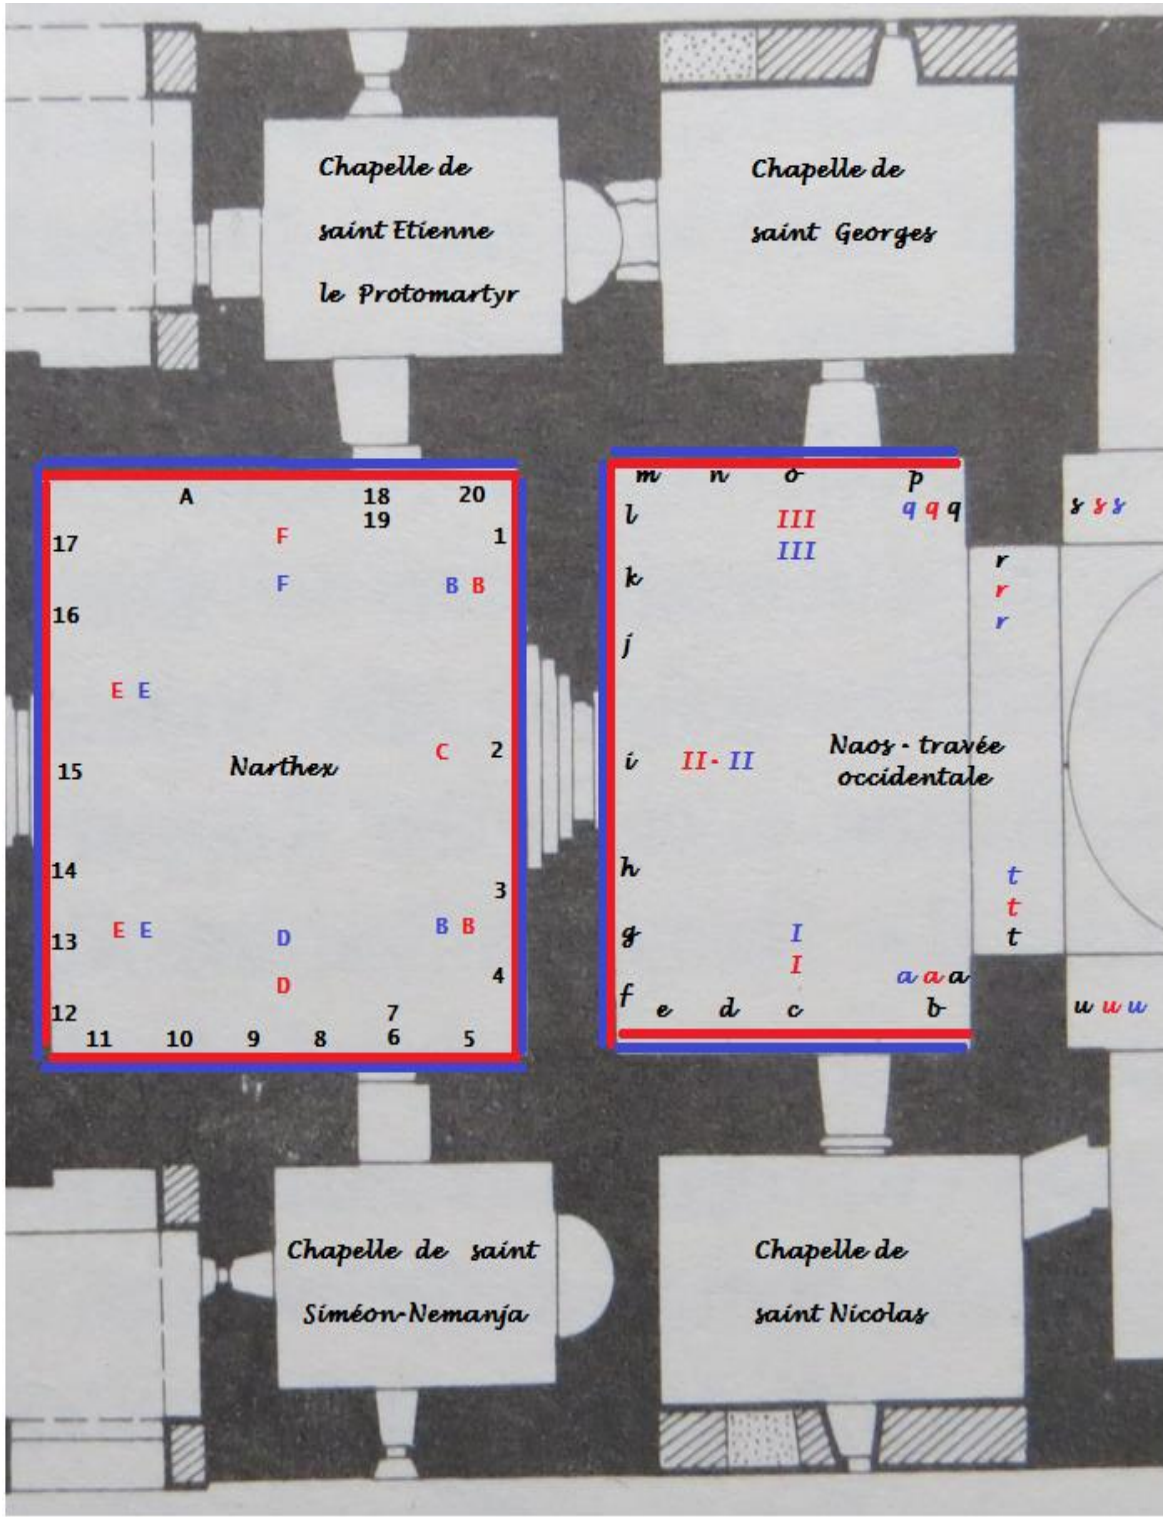 Chapelle de
saint Etienne
le Protomartyr
Chapelle de
saint Georges
A
18
20
19
17
F
1
F
B B
16
E E
C
2
15
Narthex
14
3
E E
B B
13
D
4
D
12
7
11
10
9
8
6
5
m
n
o
p
l
III
q q q
s s s
III
k
r
r
r
j
Naos - travée
occidentale
i
II - II
h
t
t
t
g
I
I
a a a
f
e
d
c
b
u u u
Chapelle de saint
Siméon-Nemanja
Chapelle de
saint Nicolas